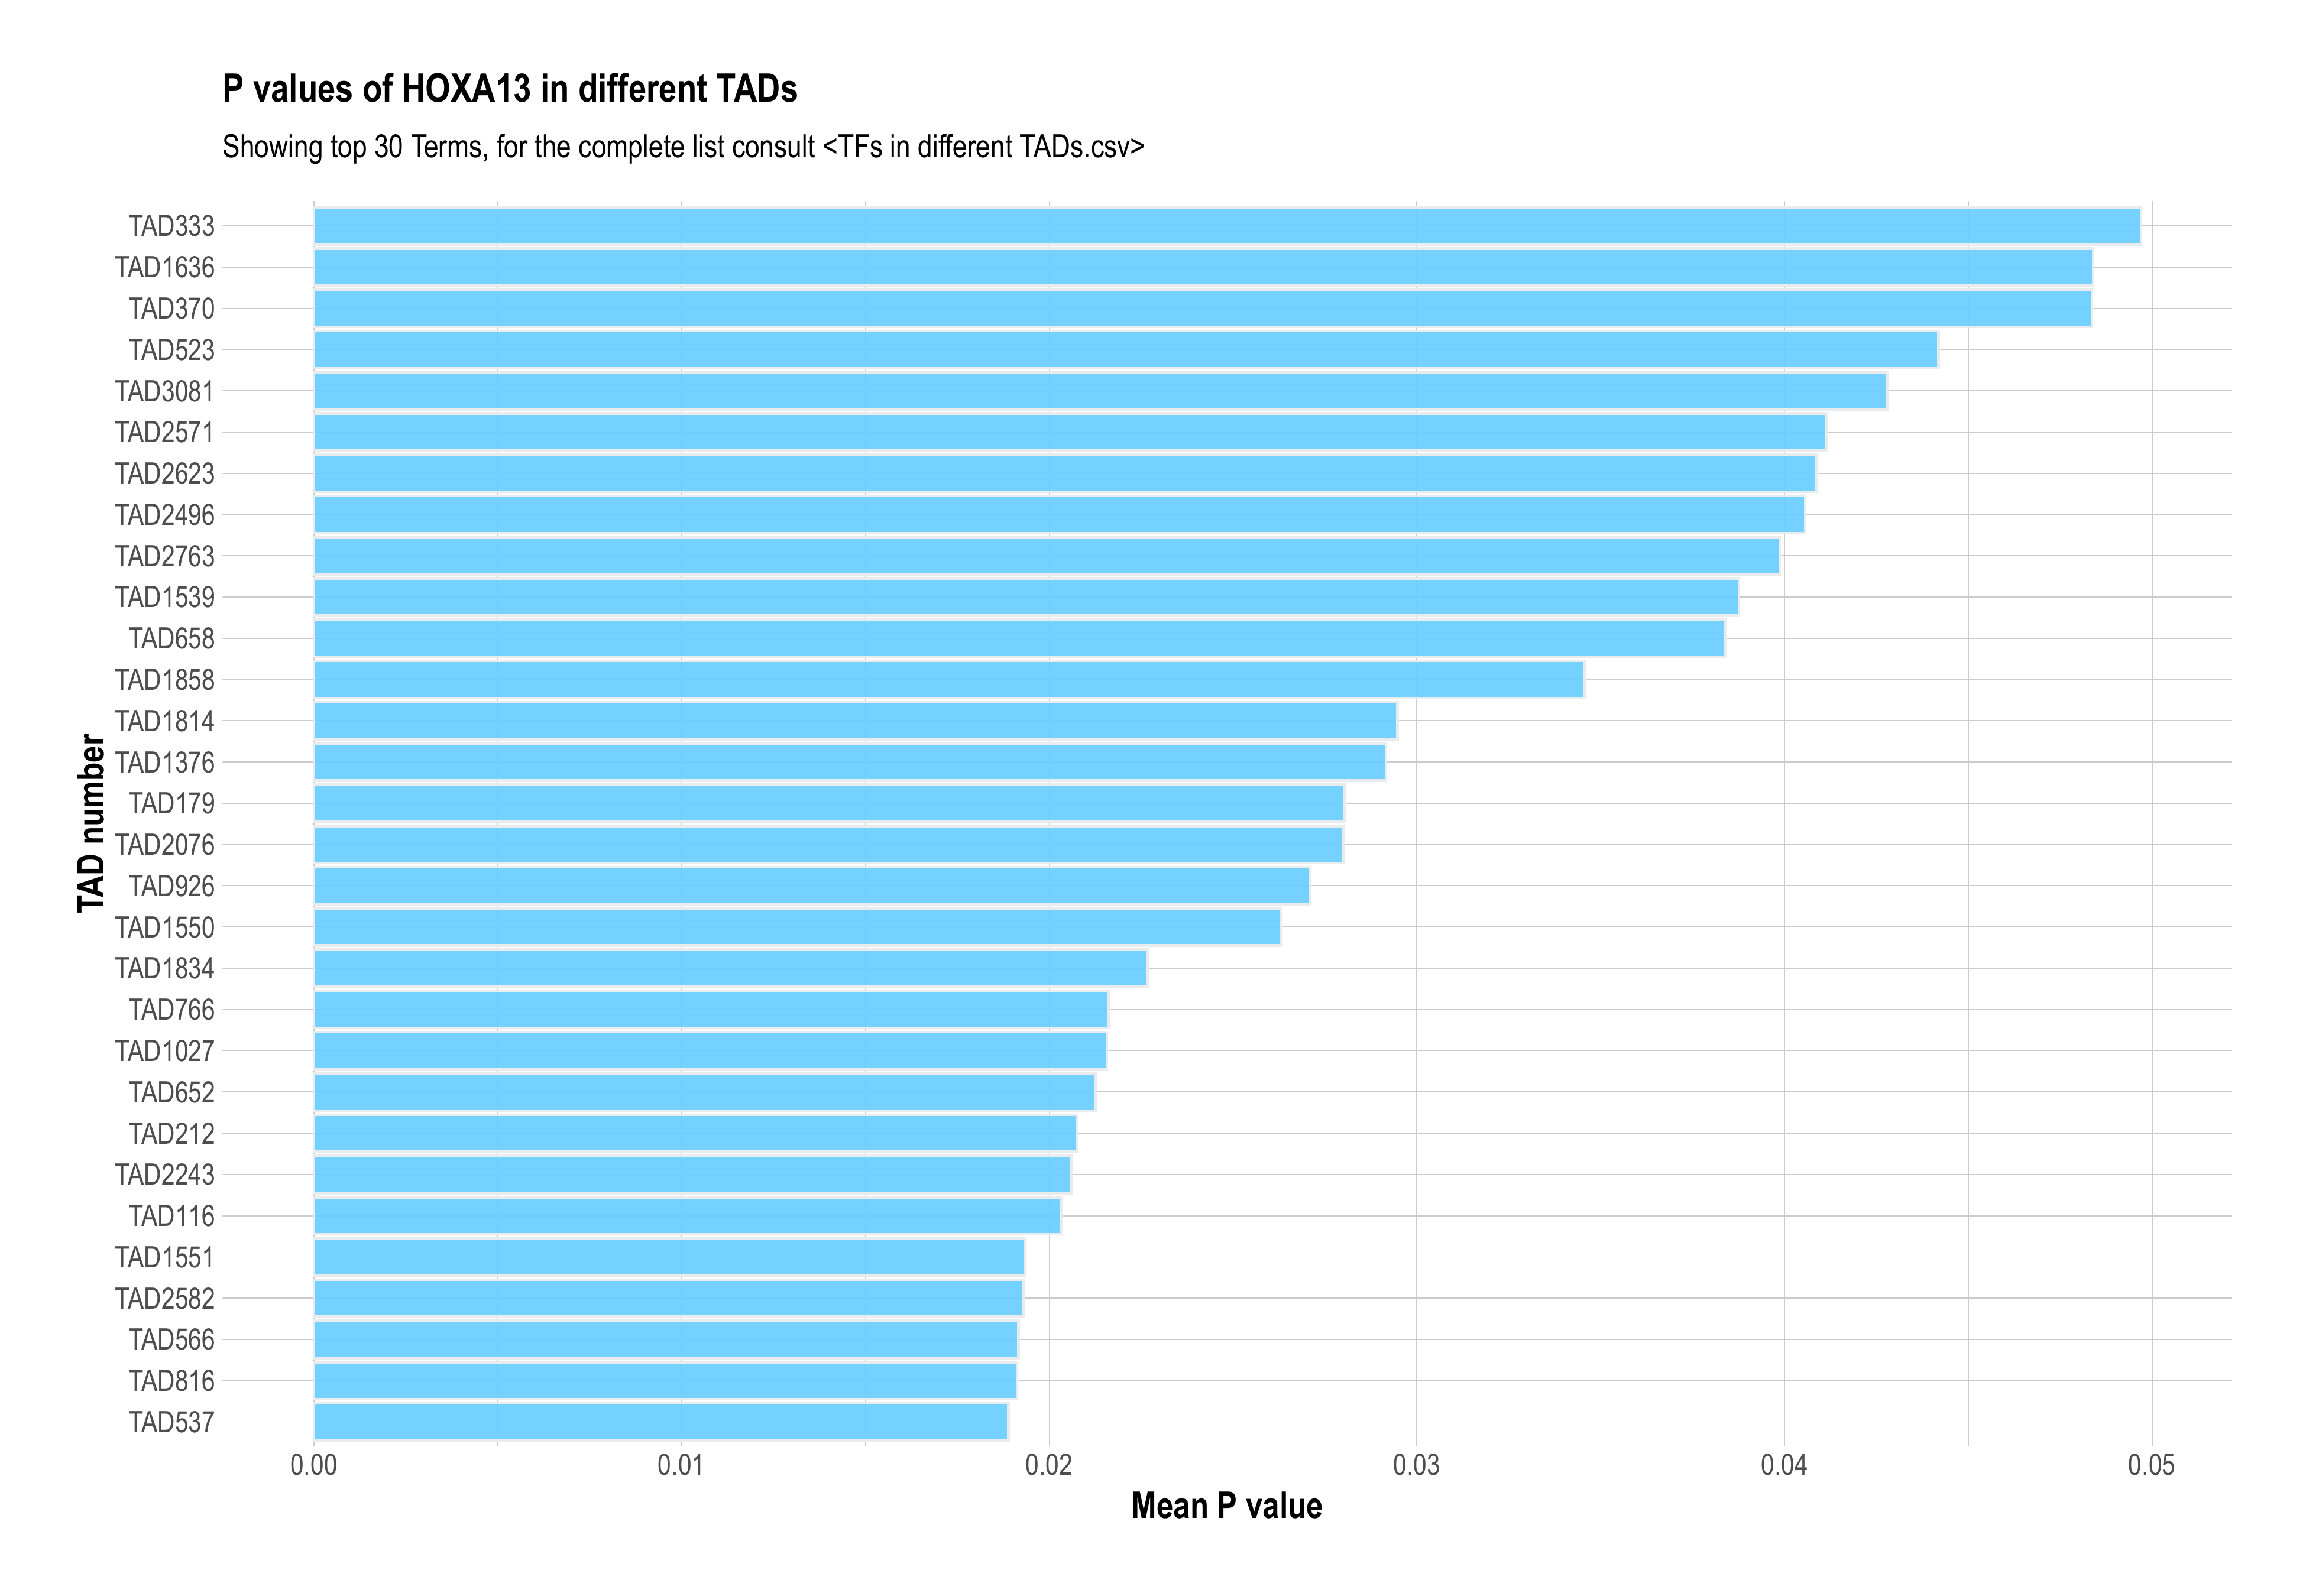 P values of HOXA13 in different TADs
Showing top 30 Terms, for the complete list consult <TFs in different TADs.csv>
TAD number
TAD333
TAD1636
TAD370
TAD523
TAD3081
TAD2571
TAD2623
TAD2496
TAD2763
TAD1539
TAD658
TAD1858
TAD1814
TAD1376
TAD179
TAD2076
TAD926
TAD1550
TAD1834
TAD766
TAD1027
TAD652
TAD212
TAD2243
TAD116
TAD1551
TAD2582
TAD566
TAD816
TAD537
0.00 0.01 0.02 0.03 0.04 0.05
Mean P value